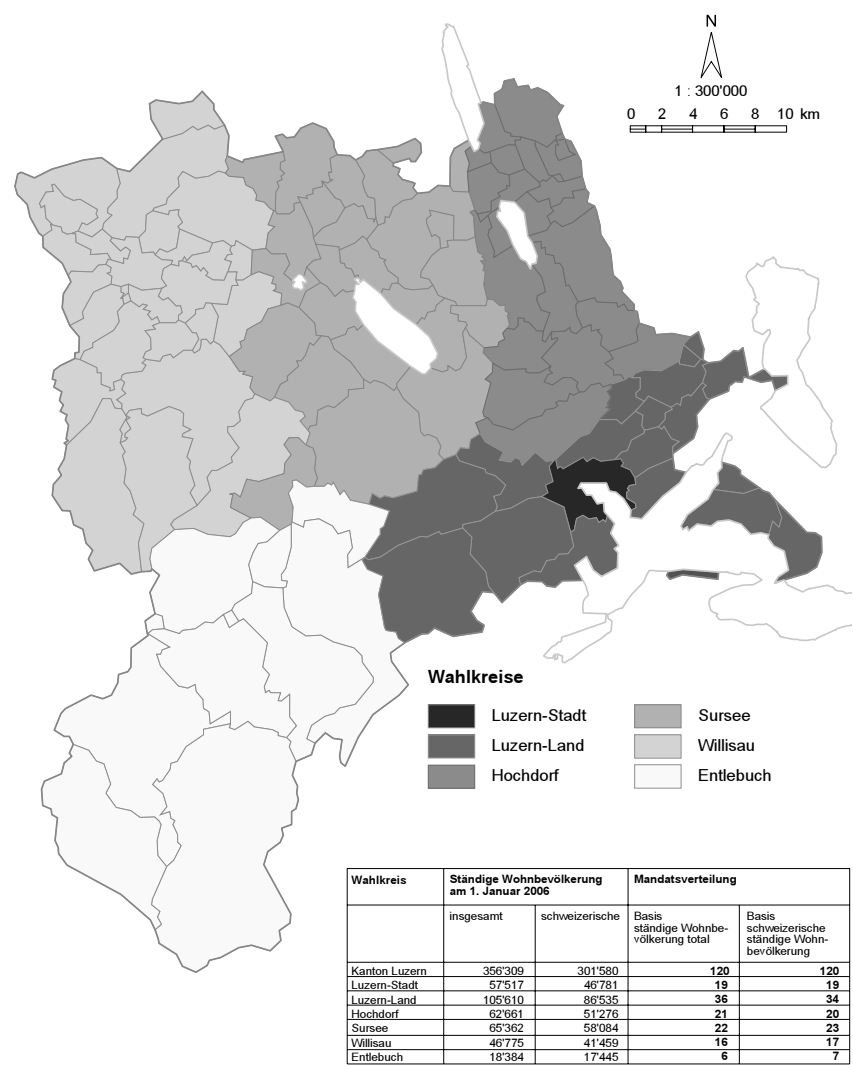 N
1 : 300'000
0 2 4 6 8 10 km
Wahlkreise
Luzern-Stadt
Luzern-Land
Hochdorf
Sursee
Willisau
Entlebuch
Wahlkreis Ständige Wohnbevölkerung Mandatsverteilung
am 1. Januar 2006
insgesamt schweizerische Basis Basis
ständige Wohnbe- schweizerische
völkerung total ständige Wohn-
bevölkerung
Kanton Luzern 356'309 301'580 120 120
Luzern-Stadt 57'517 46'781 19 19
Luzern-Land 105'610 86'535 36 34
Hochdorf 62'661 51'276 21 20
Sursee 65'362 58'084 22 23
Willisau 46'775 41'459 16 17
Entlebuch 18'384 17'445 6 7